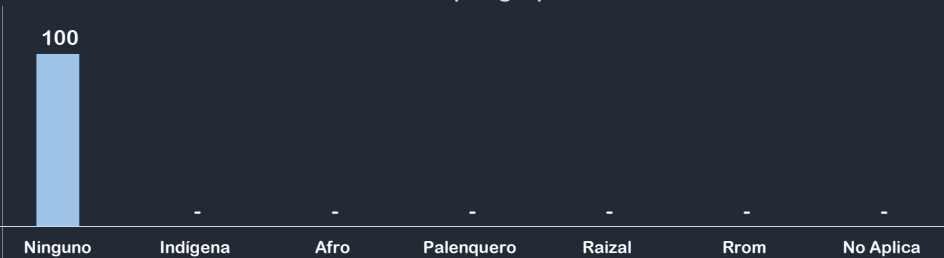 100
- - - - - -
Ninguno Indígena Afro Palenquero Raizal Rrom No Aplica